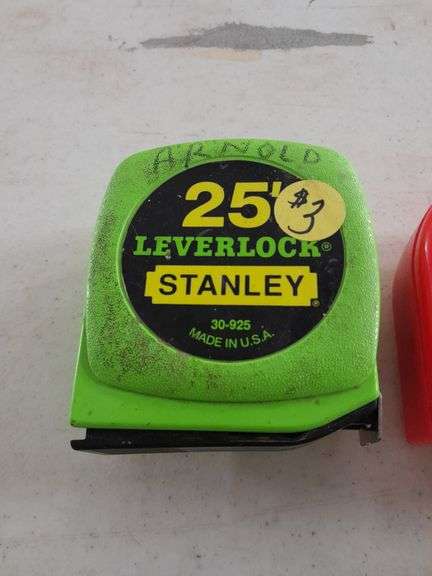 ARNOLD
25'
$3
LEVERLOCK®
STANLEY®
30-925
MADE IN U.S.A.